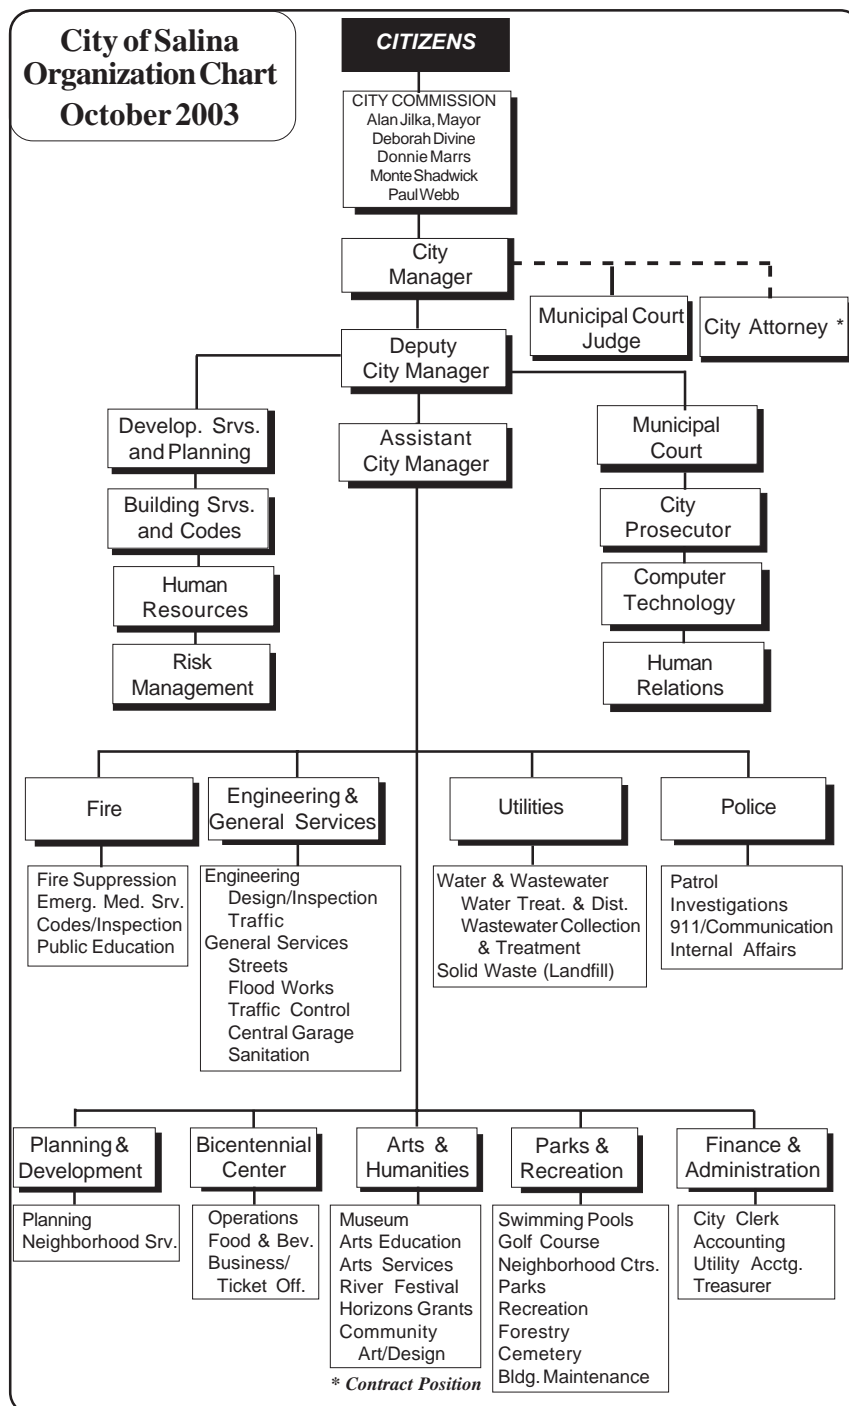 City of Salina
Organization Chart
October 2003
CITIZENS
CITY COMMISSION
Alan Jilka, Mayor
Deborah Divine
Donnie Marrs
Monte Shadwick
Paul Webb
City
Manager
Municipal Court
Judge
City Attorney *
Deputy
City Manager
Develop. Srvs.
and Planning
Assistant
City Manager
Municipal
Court
Building Srvs.
and Codes
City
Prosecutor
Human
Resources
Computer
Technology
Risk
Management
Human
Relations
Fire
Engineering &
General Services
Utilities
Police
Fire Suppression
Emerg. Med. Srv.
Codes/Inspection
Public Education
Engineering
Design/Inspection
Traffic
General Services
Streets
Flood Works
Traffic Control
Central Garage
Sanitation
Water & Wastewater
Water Treat. & Dist.
Wastewater Collection
& Treatment
Solid Waste (Landfill)
Patrol
Investigations
911/Communication
Internal Affairs
Planning &
Development
Bicentennial
Center
Arts &
Humanities
Parks &
Recreation
Finance &
Administration
Planning
Neighborhood Srv.
Operations
Food & Bev.
Business/
Ticket Off.
Museum
Arts Education
Arts Services
River Festival
Horizons Grants
Community
Art/Design
Swimming Pools
Golf Course
Neighborhood Ctrs.
Parks
Recreation
Forestry
Cemetery
Bldg. Maintenance
City Clerk
Accounting
Utility Acctg.
Treasurer
* Contract Position